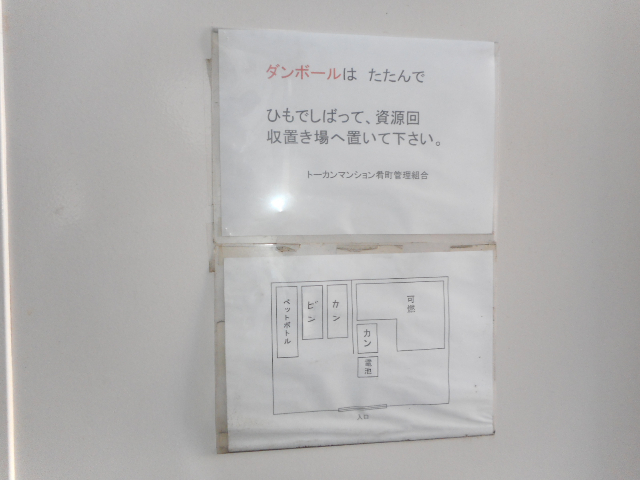 ダンボールは たたんで
ひもでしばって、資源回
収置き場へ置いて下さい。
トーカンマンション砦町管理組合
ペットボトル
ビン
カン
可燃
カン
電池
入口